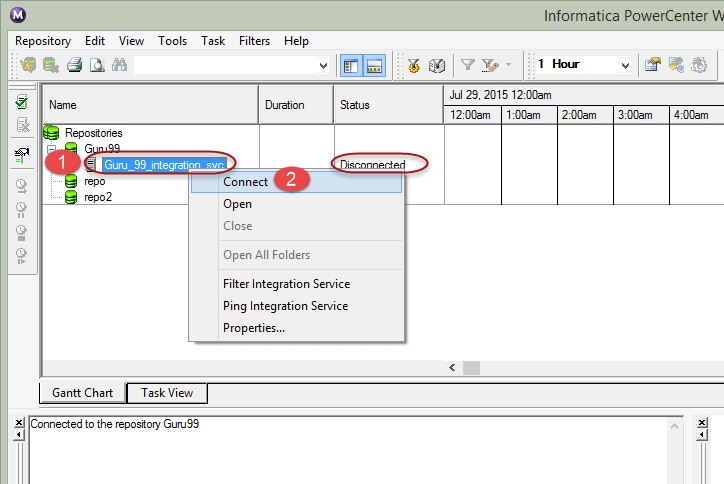 M
Informatica PowerCenter W
Repository Edit View Tools Task Filters Help
1 Hour
Name Duration Status Jul 29, 2015 12:00am
12:00am 1:00am 2:00am 3:00am 4:00am
Repositories
Guru99
1 Guru_99_integration_svc Disconnected
Connect 2
repo
Open
repo2
Close
Open All Folders
Filter Integration Service
Ping Integration Service
Properties...
Gantt Chart Task View
Connected to the repository Guru99